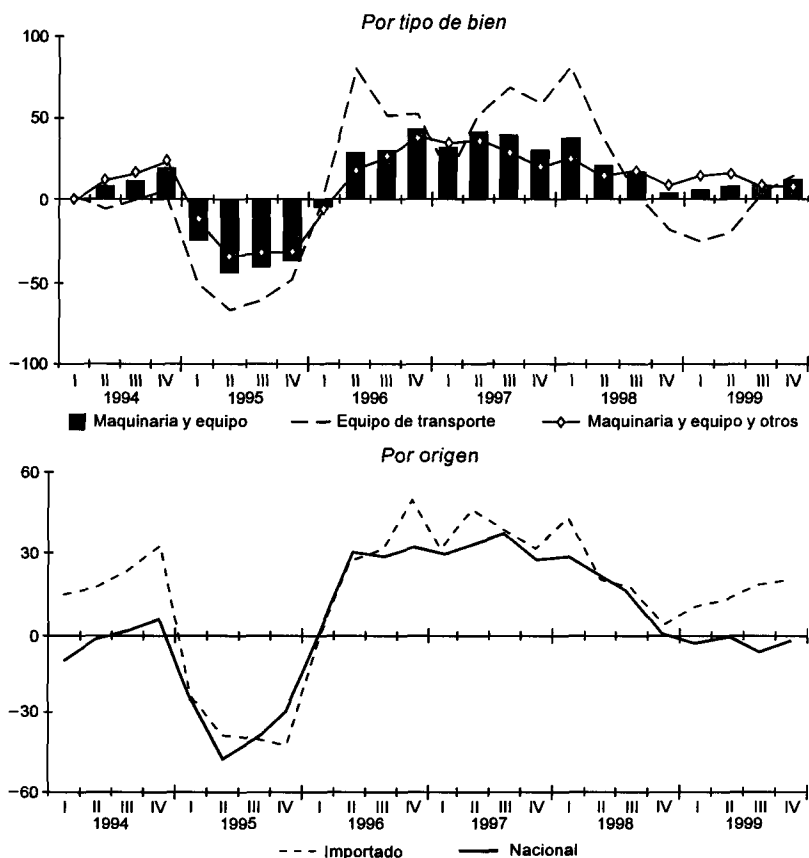 Por tipo de bien
100
50
0
−50
−100
I II III IV I II III IV I II III IV I II III IV I II III IV I II III IV
1994 1995 1996 1997 1998 1999
Maquinaria y equipo Equipo de transporte Maquinaria y equipo y otros
Por origen
60
30
0
−30
−60
I II III IV I II III IV I II III IV I II III IV I II III IV I II III IV
1994 1995 1996 1997 1998 1999
Importado Nacional